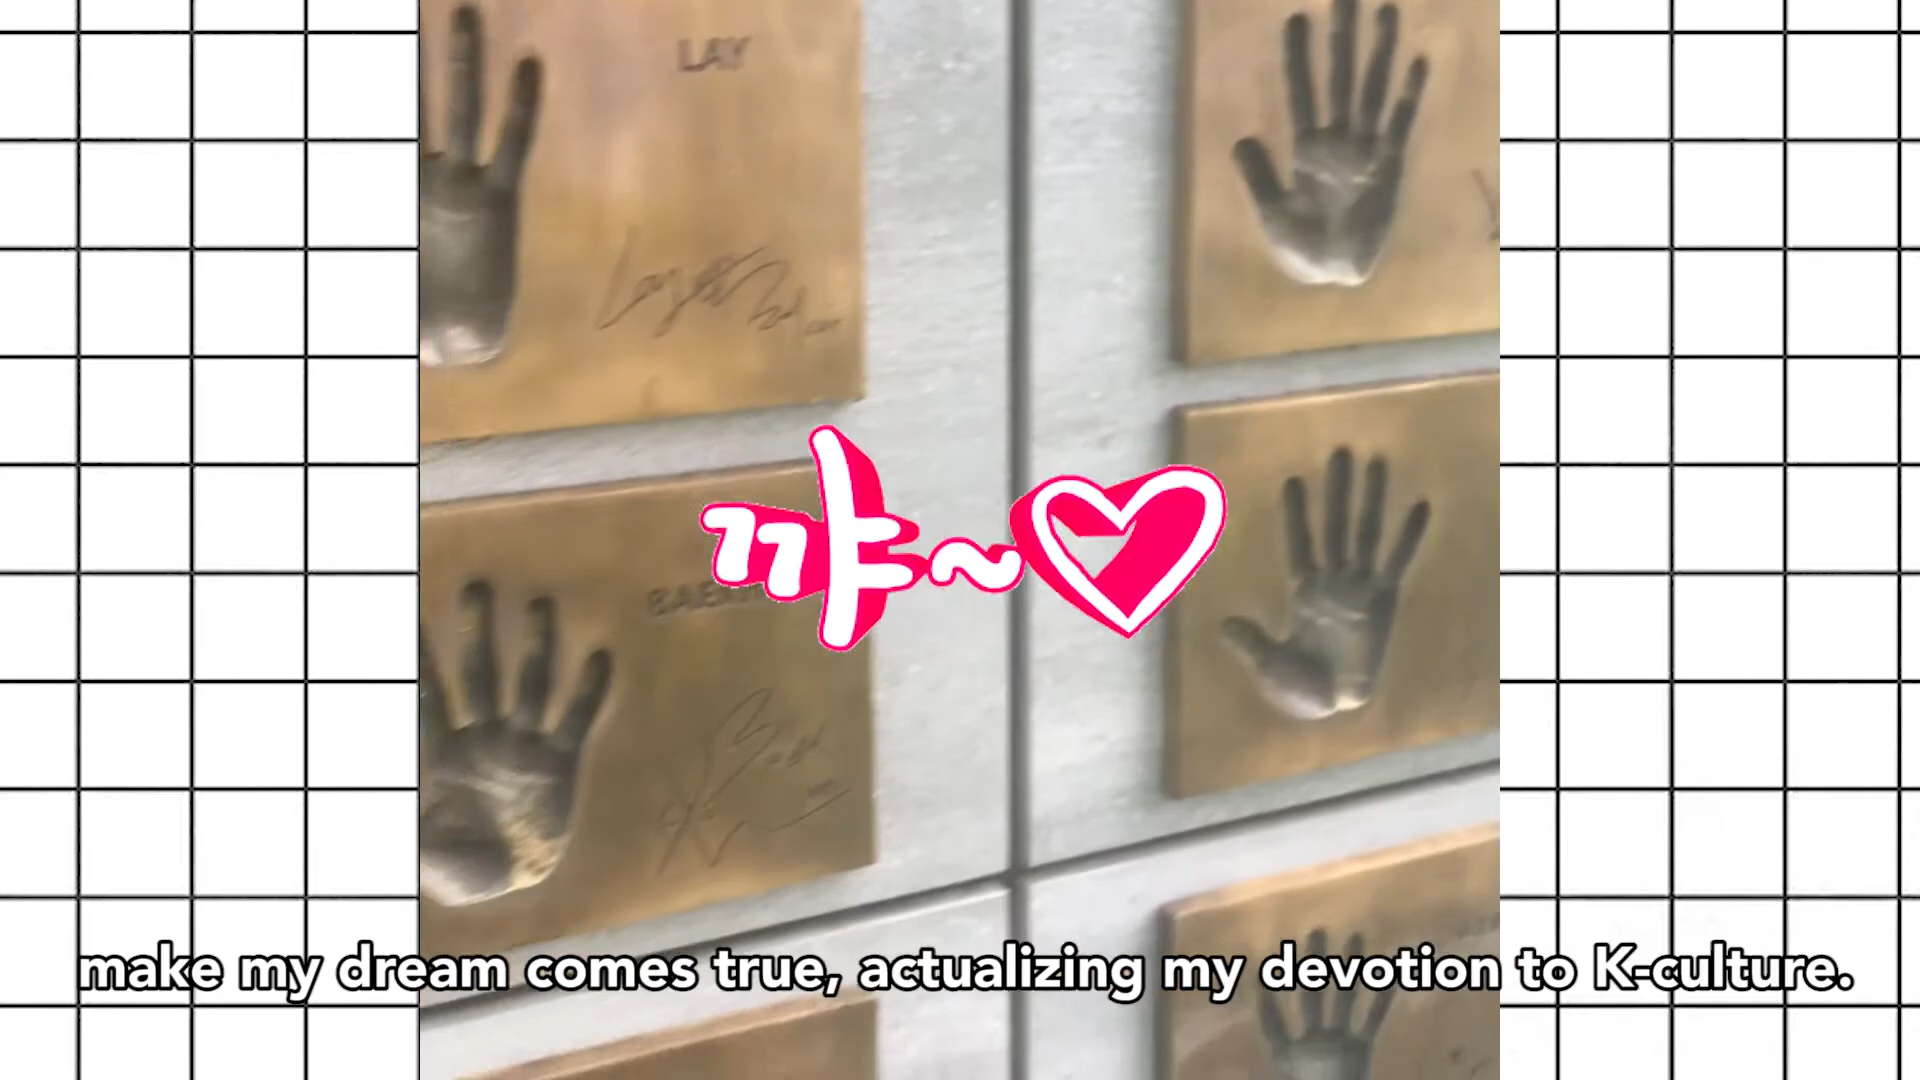 LAY
꺄~♡
make my dream comes true, actualizing my devotion to K-culture.